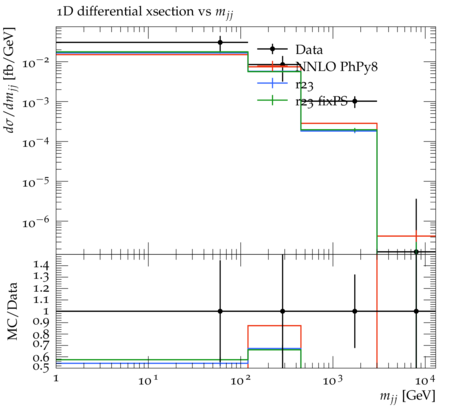 1D differential xsection vs m_jj
dσ/dm_jj [fb/GeV]
Data
NNLO PhPy8
r23
r23 fixPS
10^−2
10^−3
10^−4
10^−5
10^−6
MC/Data
1.4
1.3
1.2
1.1
1
0.9
0.8
0.7
0.6
0.5
1
10^1
10^2
10^3
10^4
m_jj [GeV]